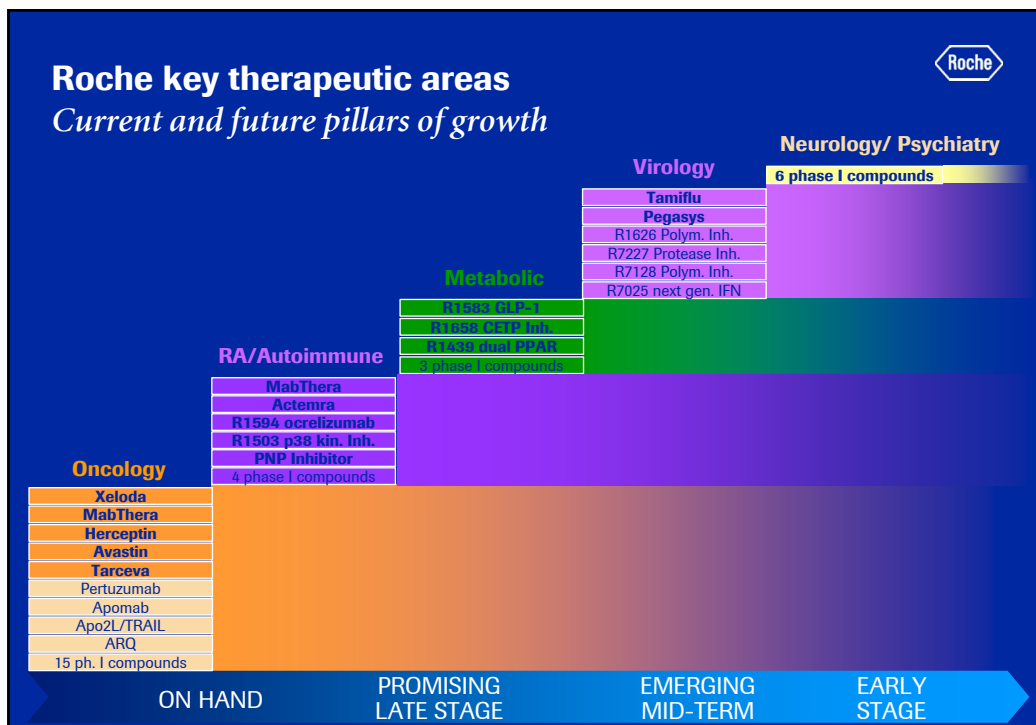 Roche key therapeutic areas
Current and future pillars of growth
Roche
Neurology/ Psychiatry
6 phase I compounds
Virology
Tamiflu
Pegasys
R1626 Polym. Inh.
R7227 Protease Inh.
R7128 Polym. Inh.
R7025 next gen. IFN
Metabolic
R1583 GLP-1
R1658 CETP Inh.
R1439 dual PPAR
3 phase I compounds
RA/Autoimmune
MabThera
Actemra
R1594 ocrelizumab
R1503 p38 kin. Inh.
PNP Inhibitor
4 phase I compounds
Oncology
Xeloda
MabThera
Herceptin
Avastin
Tarceva
Pertuzumab
Apomab
Apo2L/TRAIL
ARQ
15 ph. I compounds
ON HAND
PROMISING
LATE STAGE
EMERGING
MID-TERM
EARLY
STAGE